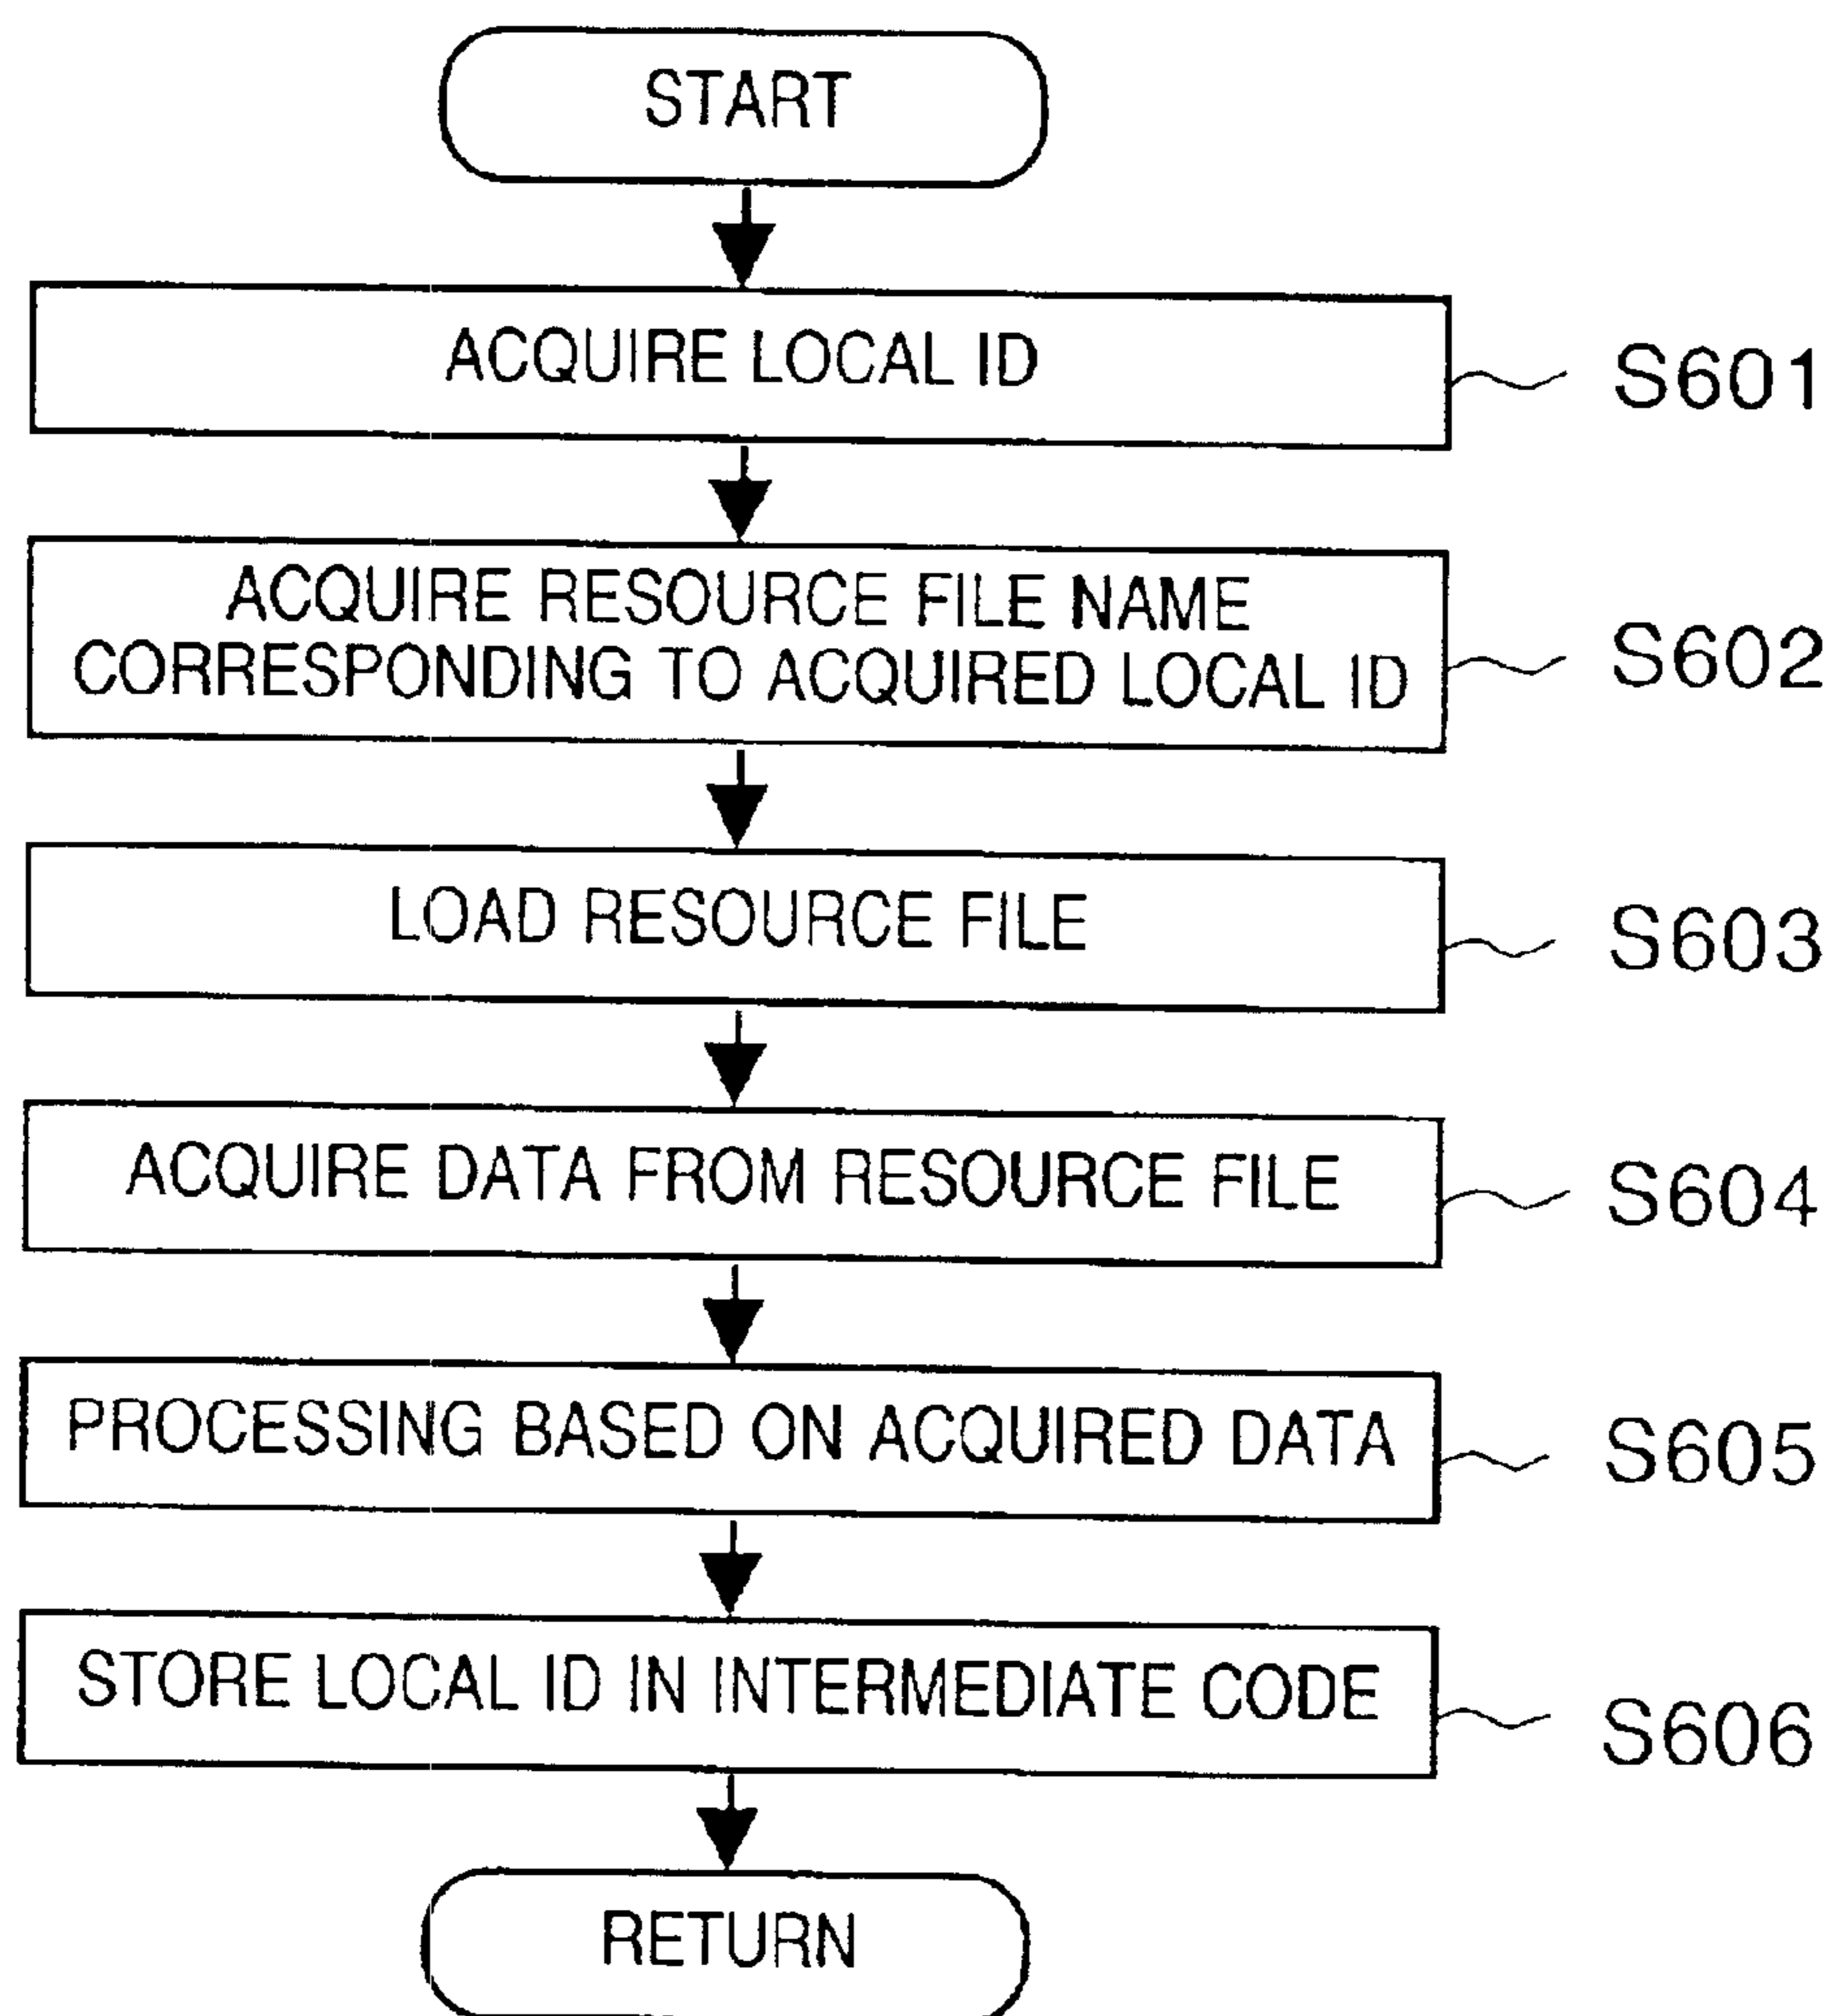 START
ACQUIRE LOCAL ID
S601
ACQUIRE RESOURCE FILE NAME
CORRESPONDING TO ACQUIRED LOCAL ID
S602
LOAD RESOURCE FILE
S603
ACQUIRE DATA FROM RESOURCE FILE
S604
PROCESSING BASED ON ACQUIRED DATA
S605
STORE LOCAL ID IN INTERMEDIATE CODE
S606
RETURN